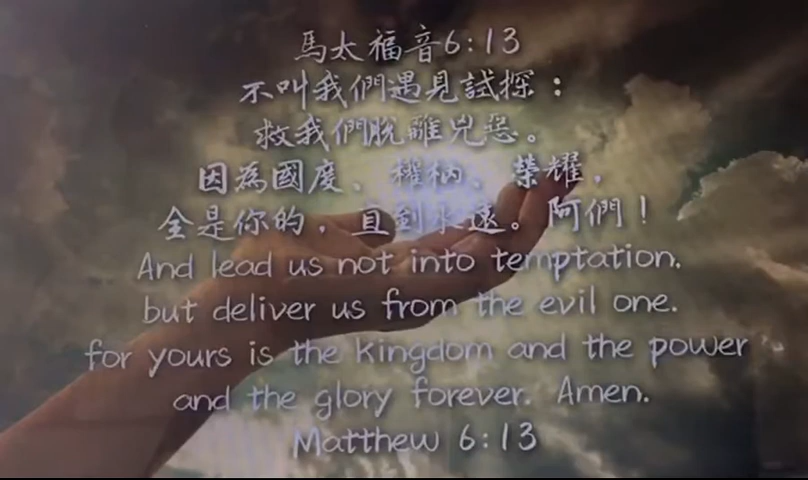 馬太福音6:13
不叫我們遇見試探：
救我們脫離兇惡。
因為國度、權柄、榮耀，
全是你的，直到永遠。阿們！
And lead us not into temptation.
but deliver us from the evil one.
for yours is the kingdom and the power
and the glory forever. Amen.
Matthew 6:13